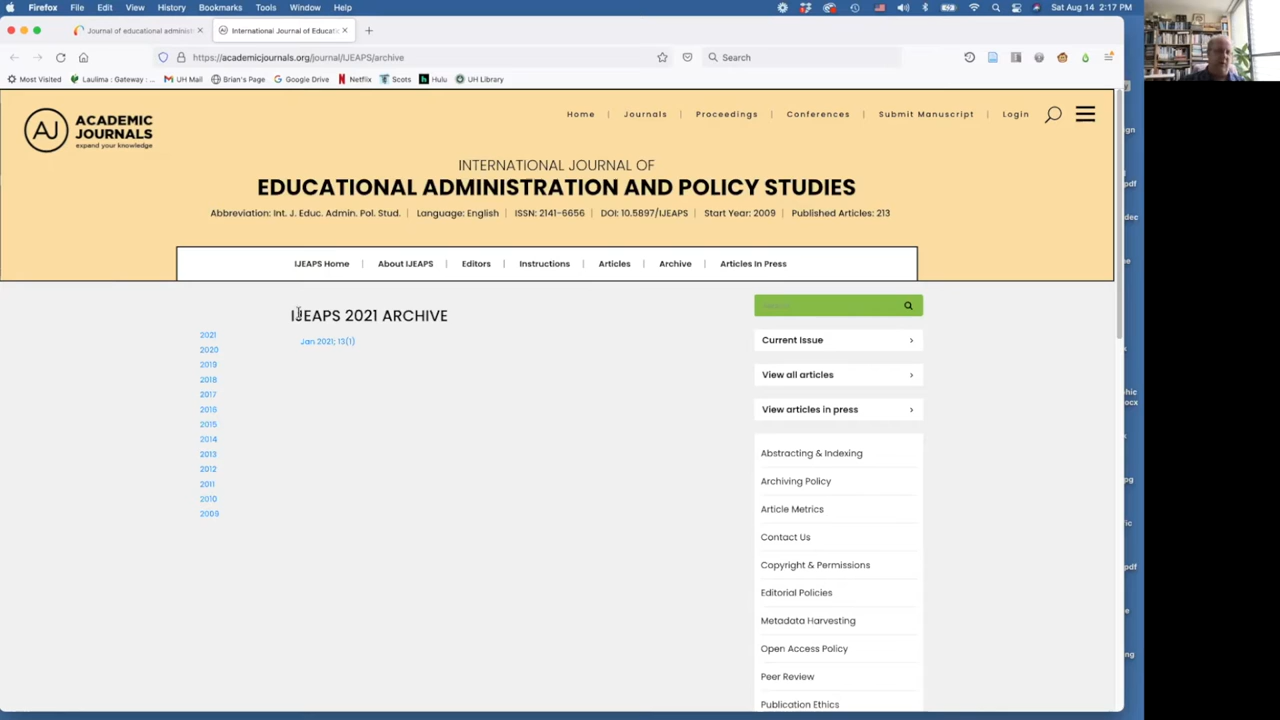 Firefox File Edit View History Bookmarks Tools Window Help Sat Aug 14 2:17 PM
Journal of educational administ International Journal of Educati
https://academicjournals.org/journal/IJEAPS/archive Search
Most Visited Laulima : Gateway : ... UH Mail Brian's Page Google Drive Netflix Scots Hulu UH Library
AJ ACADEMIC JOURNALS
expand your knowledge
Home | Journals | Proceedings | Conferences | Submit Manuscript | Login
INTERNATIONAL JOURNAL OF
EDUCATIONAL ADMINISTRATION AND POLICY STUDIES
Abbreviation: Int. J. Educ. Admin. Pol. Stud. | Language: English | ISSN: 2141-6656 | DOI: 10.5897/IJEAPS | Start Year: 2009 | Published Articles: 213
IJEAPS Home | About IJEAPS | Editors | Instructions | Articles | Archive | Articles In Press
IJEAPS 2021 ARCHIVE
Jan 2021; 13(1)
2021
2020
2019
2018
2017
2016
2015
2014
2013
2012
2011
2010
2009
Current Issue
View all articles
View articles in press
Abstracting & Indexing
Archiving Policy
Article Metrics
Contact Us
Copyright & Permissions
Editorial Policies
Metadata Harvesting
Open Access Policy
Peer Review
Publication Ethics